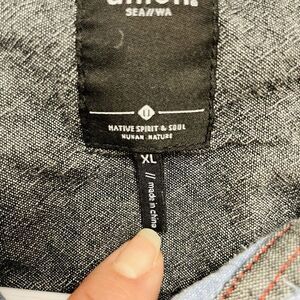 SEA//WA
NATIVE SPIRIT & SOUL
HUMAN NATURE
XL
// made in china